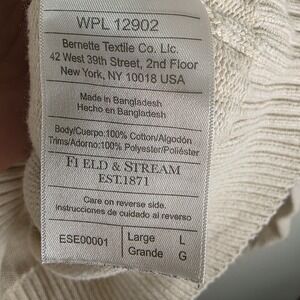 WPL 12902
Bernette Textile Co. Llc.
42 West 39th Street, 2nd Floor
New York, NY 10018 USA
Made in Bangladesh
Hecho en Bangladesh
Body/Cuerpo:100% Cotton/Algodón
Trims/Adorno:100% Polyester/Poliéster
FIELD & STREAM
EST.1871
Care on reverse side.
instrucciones de cuidado al reverso
ESE00001
Large L
Grande G